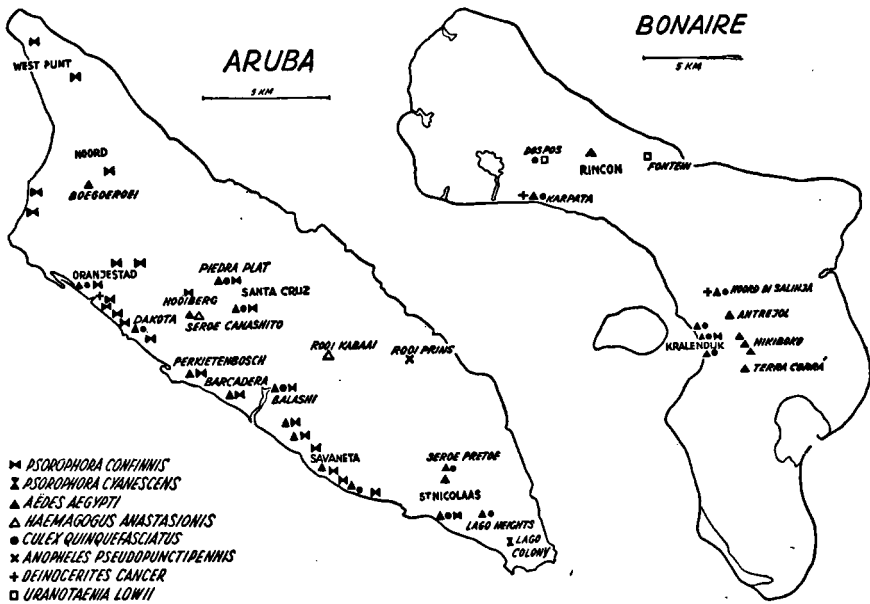 ARUBA
5 KM
WEST PUNT
NOORD
BOEGOEROEI
ORANJESTAD
PIEDRA PLAT
HOOIBERG
SANTA CRUZ
DAKOTA
SEROE CANASHITO
ROOI KABAAI
ROOI PRINS
PERKIETENBOSCH
BARCADERA
BALASHI
SAVANETA
SEROE PRETOE
ST NICOLAAS
LAGO HEIGHTS
LAGO
COLONY
PSOROPHORA CONFINNIS
PSOROPHORA CYANESCENS
AËDES AEGYPTI
HAEMAGOGUS ANASTASIONIS
CULEX QUINQUEFASCIATUS
ANOPHELES PSEUDOPUNCTIPENNIS
DEINOCERITES CANCER
URANOTAENIA LOWII
BONAIRE
5 KM
DOS POS
RINCON
FONTEIN
KARPATA
NOORD DI SALINJA
ANTREJOL
KRALENDIJK
NIKIBOKO
TERRA CORRÁ